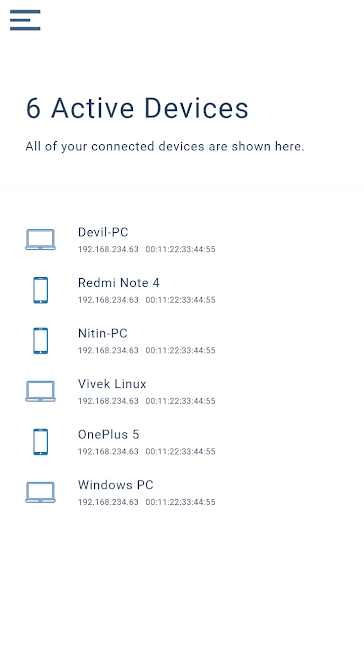 6 Active Devices
All of your connected devices are shown here.
Devil-PC
192.168.234.63 00:11:22:33:44:55
Redmi Note 4
192.168.234.63 00:11:22:33:44:55
Nitin-PC
192.168.234.63 00:11:22:33:44:55
Vivek Linux
192.168.234.63 00:11:22:33:44:55
OnePlus 5
192.168.234.63 00:11:22:33:44:55
Windows PC
192.168.234.63 00:11:22:33:44:55